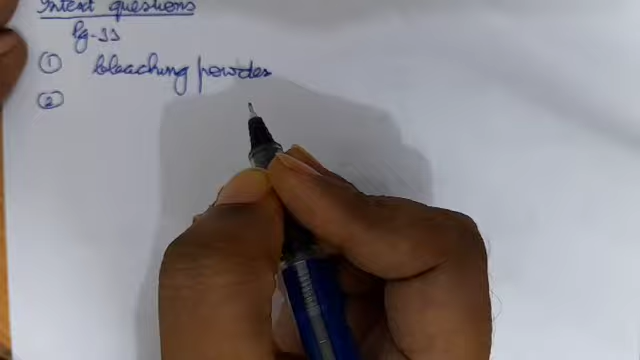 Intext questions
Pg-33
① bleaching powder
②